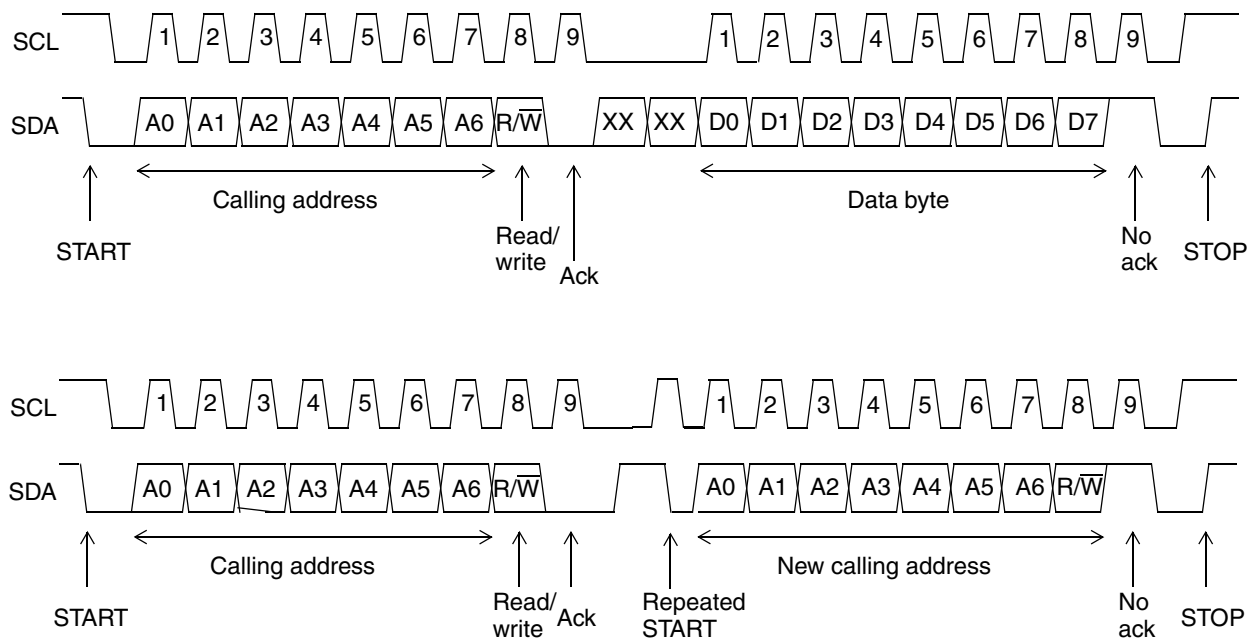 SCL 1 2 3 4 5 6 7 8 9 1 2 3 4 5 6 7 8 9
SDA A0 A1 A2 A3 A4 A5 A6 R/W̅ XX XX D0 D1 D2 D3 D4 D5 D6 D7
Calling address Data byte
START Read/ No STOP
write Ack ack
SCL 1 2 3 4 5 6 7 8 9 1 2 3 4 5 6 7 8 9
SDA A0 A1 A2 A3 A4 A5 A6 R/W̅ A0 A1 A2 A3 A4 A5 A6 R/W̅
Calling address New calling address
START Read/ Ack Repeated No STOP
write START ack